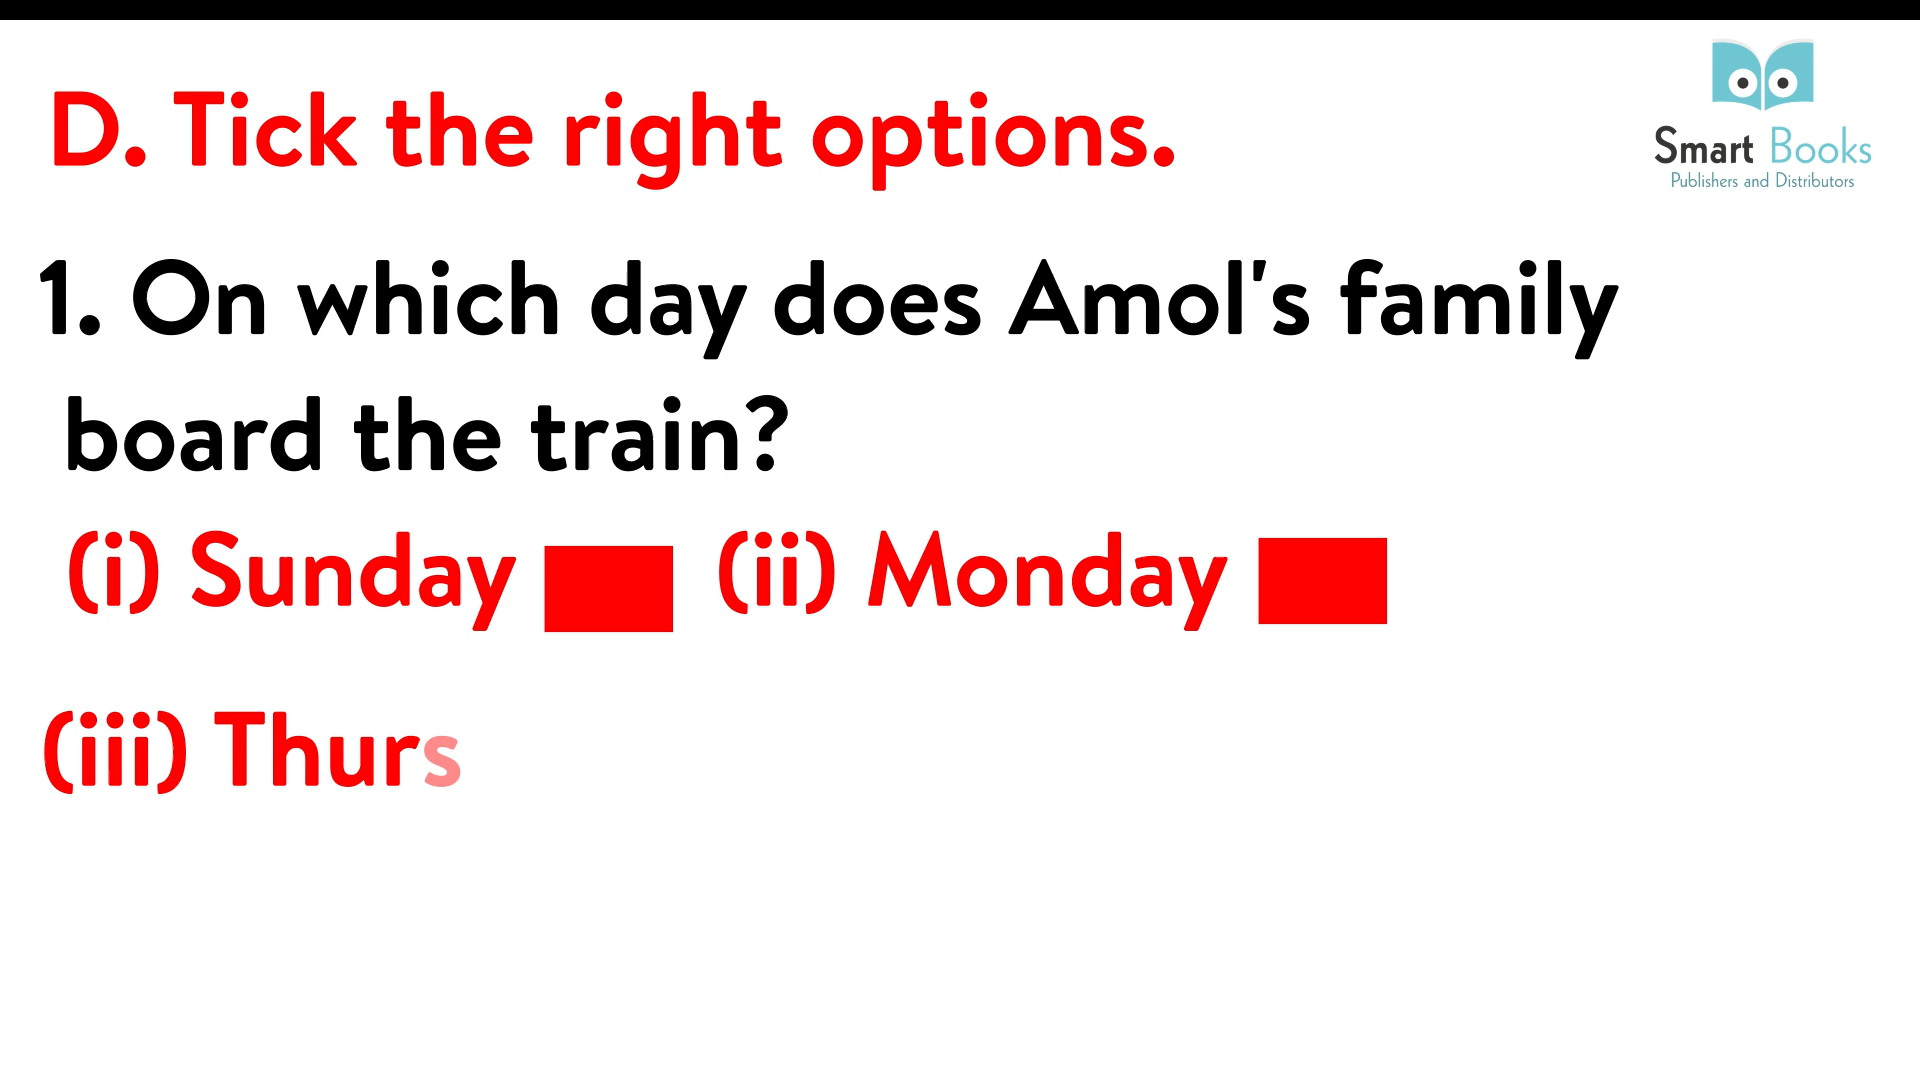 D. Tick the right options.
Smart Books
Publishers and Distributors
1. On which day does Amol's family
board the train?
(i) Sunday (ii) Monday
(iii) Thurs